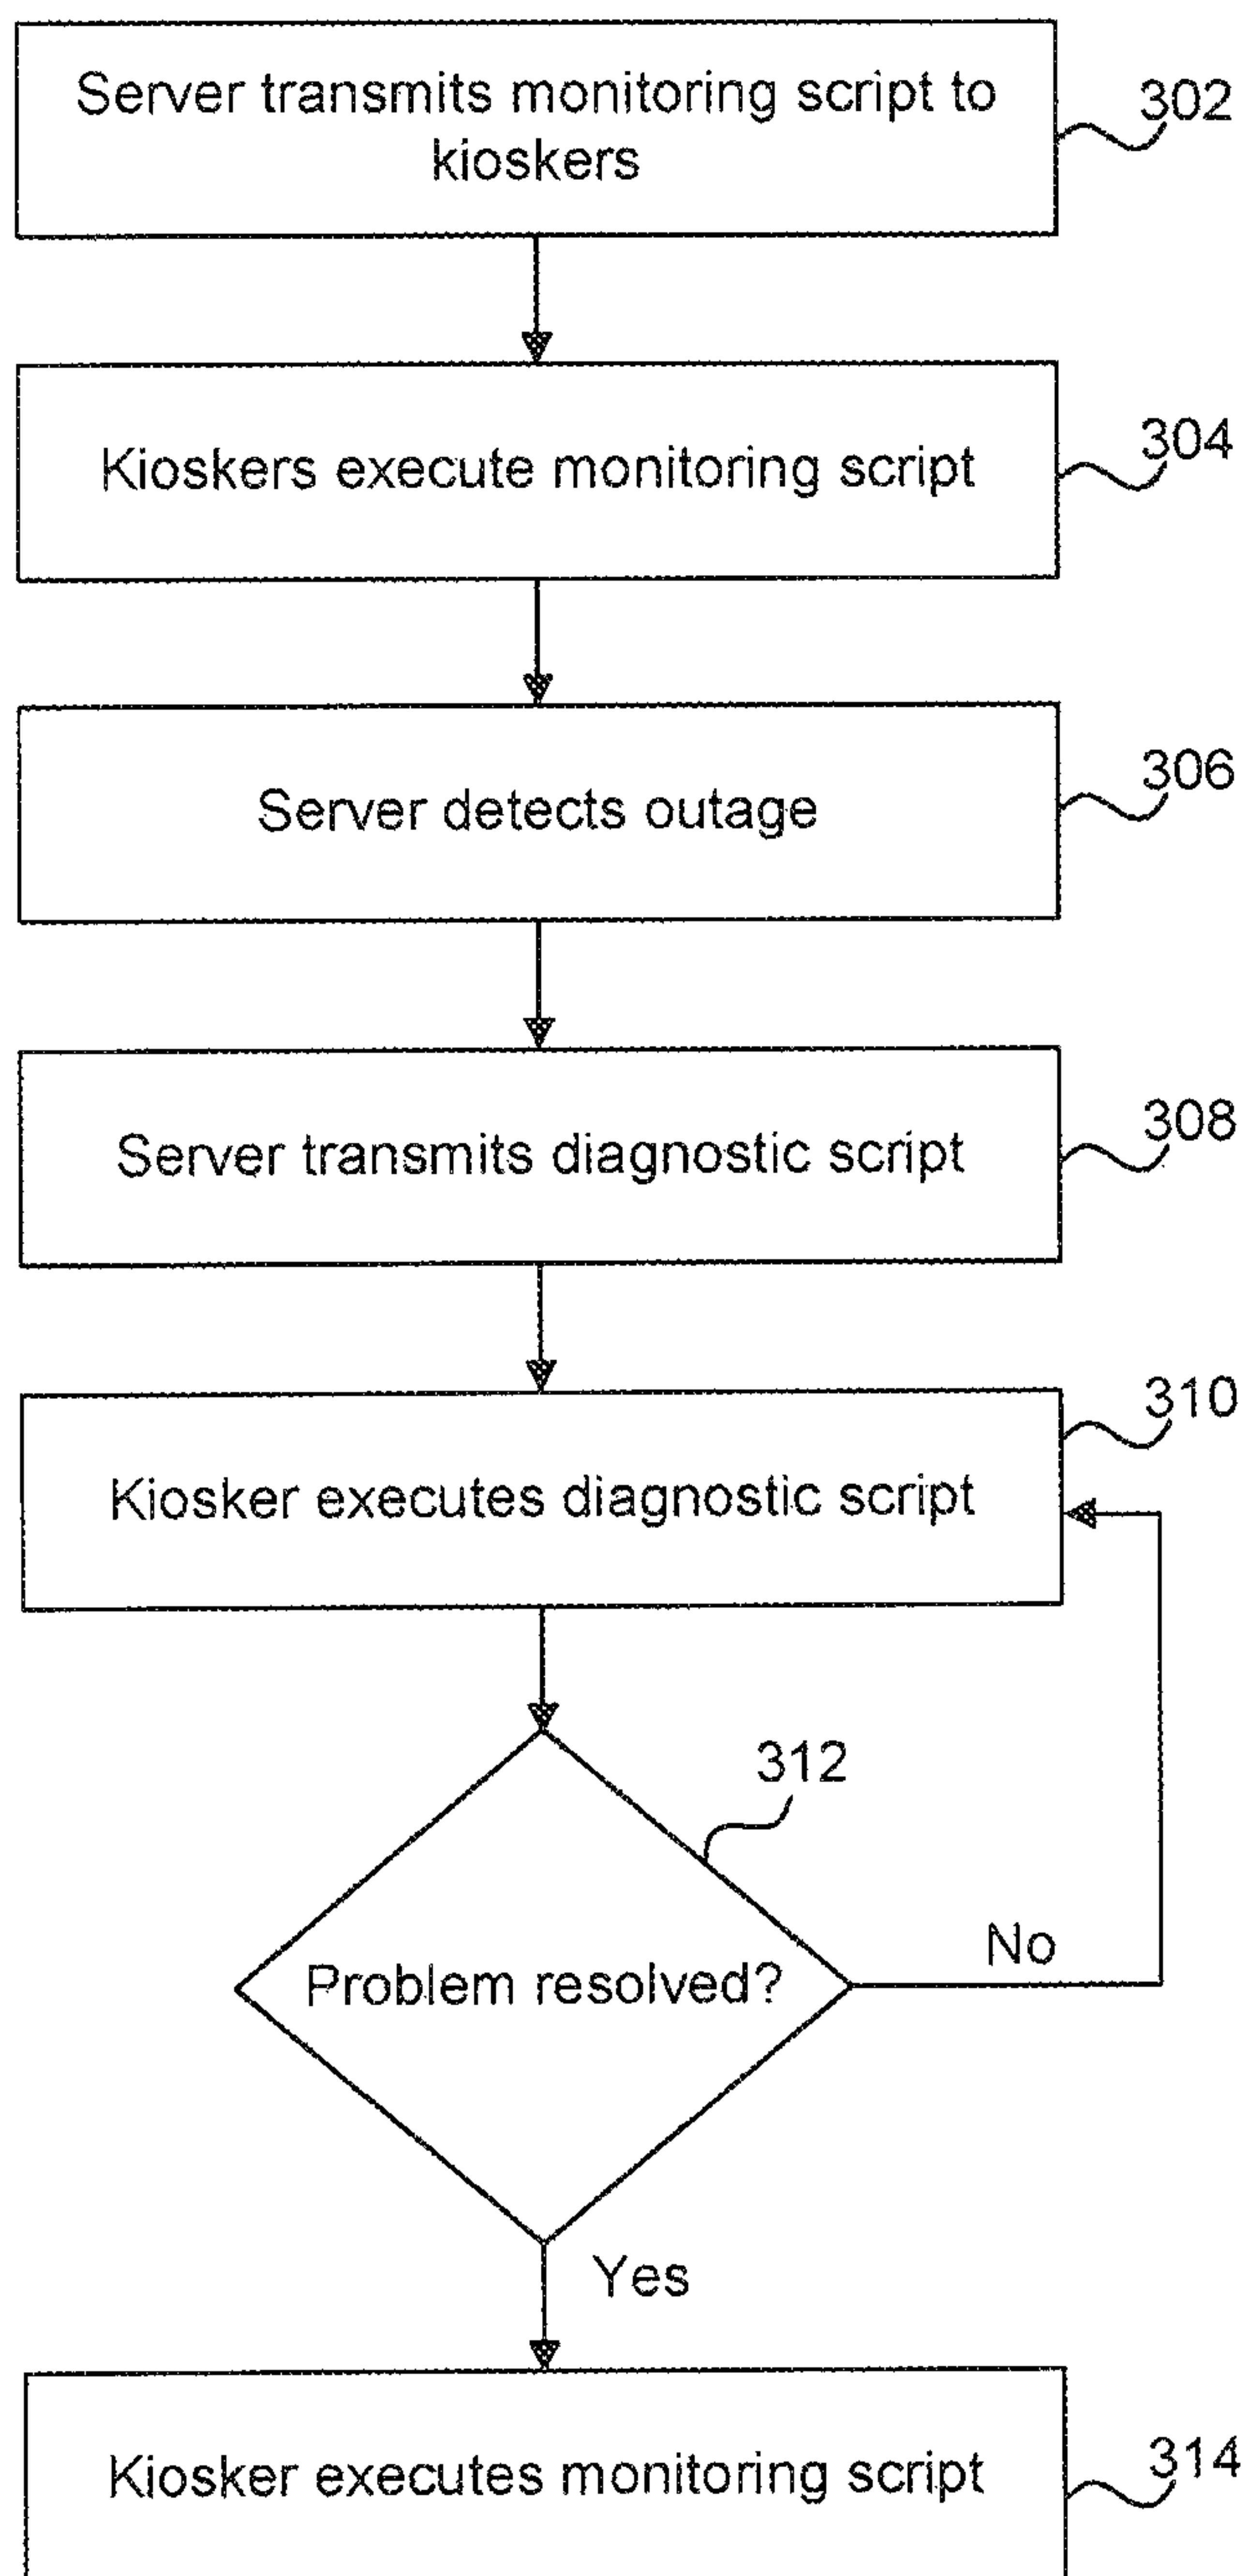 Server transmits monitoring script to
kioskers
302
Kioskers execute monitoring script
304
Server detects outage
306
Server transmits diagnostic script
308
Kiosker executes diagnostic script
310
312
Problem resolved?
No
Yes
Kiosker executes monitoring script
314